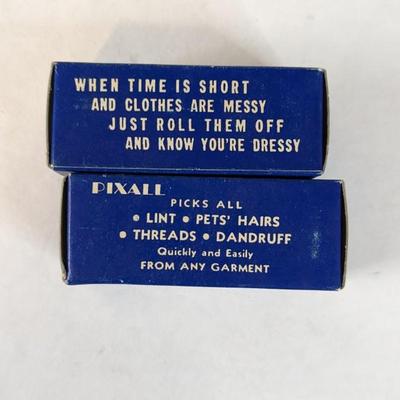 WHEN TIME IS SHORT
AND CLOTHES ARE MESSY
JUST ROLL THEM OFF
AND KNOW YOU'RE DRESSY
PIXALL
PICKS ALL
• LINT • PETS' HAIRS
• THREADS • DANDRUFF
Quickly and Easily
FROM ANY GARMENT